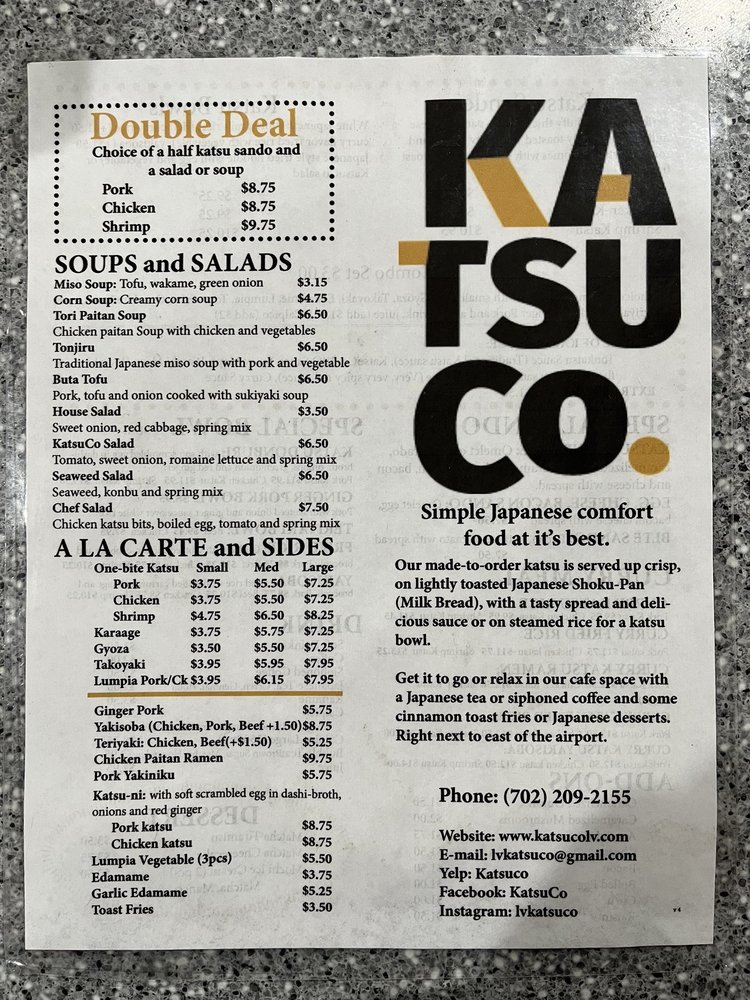 Double Deal
Choice of a half katsu sando and
a salad or soup
Pork $8.75
Chicken $8.75
Shrimp $9.75
SOUPS and SALADS
Miso Soup: Tofu, wakame, green onion $3.15
Corn Soup: Creamy corn soup $4.75
Tori Paitan Soup $6.50
Chicken paitan Soup with chicken and vegetables
Tonjiru $6.50
Traditional Japanese miso soup with pork and vegetable
Buta Tofu $6.50
Pork, tofu and onion cooked with sukiyaki soup
House Salad $3.50
Sweet onion, red cabbage, spring mix
KatsuCo Salad $6.50
Tomato, sweet onion, romaine lettuce and spring mix
Seaweed Salad $6.50
Seaweed, konbu and spring mix
Chef Salad $7.50
Chicken katsu bits, boiled egg, tomato and spring mix
A LA CARTE and SIDES
One-bite Katsu Small Med Large
Pork $3.75 $5.50 $7.25
Chicken $3.75 $5.50 $7.25
Shrimp $4.75 $6.50 $8.25
Karaage $3.75 $5.75 $7.25
Gyoza $3.50 $5.50 $7.25
Takoyaki $3.95 $5.95 $7.95
Lumpia Pork/Ck $3.95 $6.15 $7.95
Ginger Pork $5.75
Yakisoba (Chicken, Pork, Beef +1.50) $8.75
Teriyaki: Chicken, Beef(+$1.50) $5.25
Chicken Paitan Ramen $9.75
Pork Yakiniku $5.75
Katsu-ni: with soft scrambled egg in dashi-broth,
onions and red ginger
Pork katsu $8.75
Chicken katsu $8.75
Lumpia Vegetable (3pcs) $5.50
Edamame $3.75
Garlic Edamame $5.25
Toast Fries $3.50
KA
TSU
CO.
Simple Japanese comfort
food at it's best.
Our made-to-order katsu is served up crisp,
on lightly toasted Japanese Shoku-Pan
(Milk Bread), with a tasty spread and deli-
cious sauce or on steamed rice for a katsu
bowl.
Get it to go or relax in our cafe space with
a Japanese tea or siphoned coffee and some
cinnamon toast fries or Japanese desserts.
Right next to east of the airport.
Phone: (702) 209-2155
Website: www.katsucolv.com
E-mail: lvkatsuco@gmail.com
Yelp: Katsuco
Facebook: KatsuCo
Instagram: lvkatsuco
v4